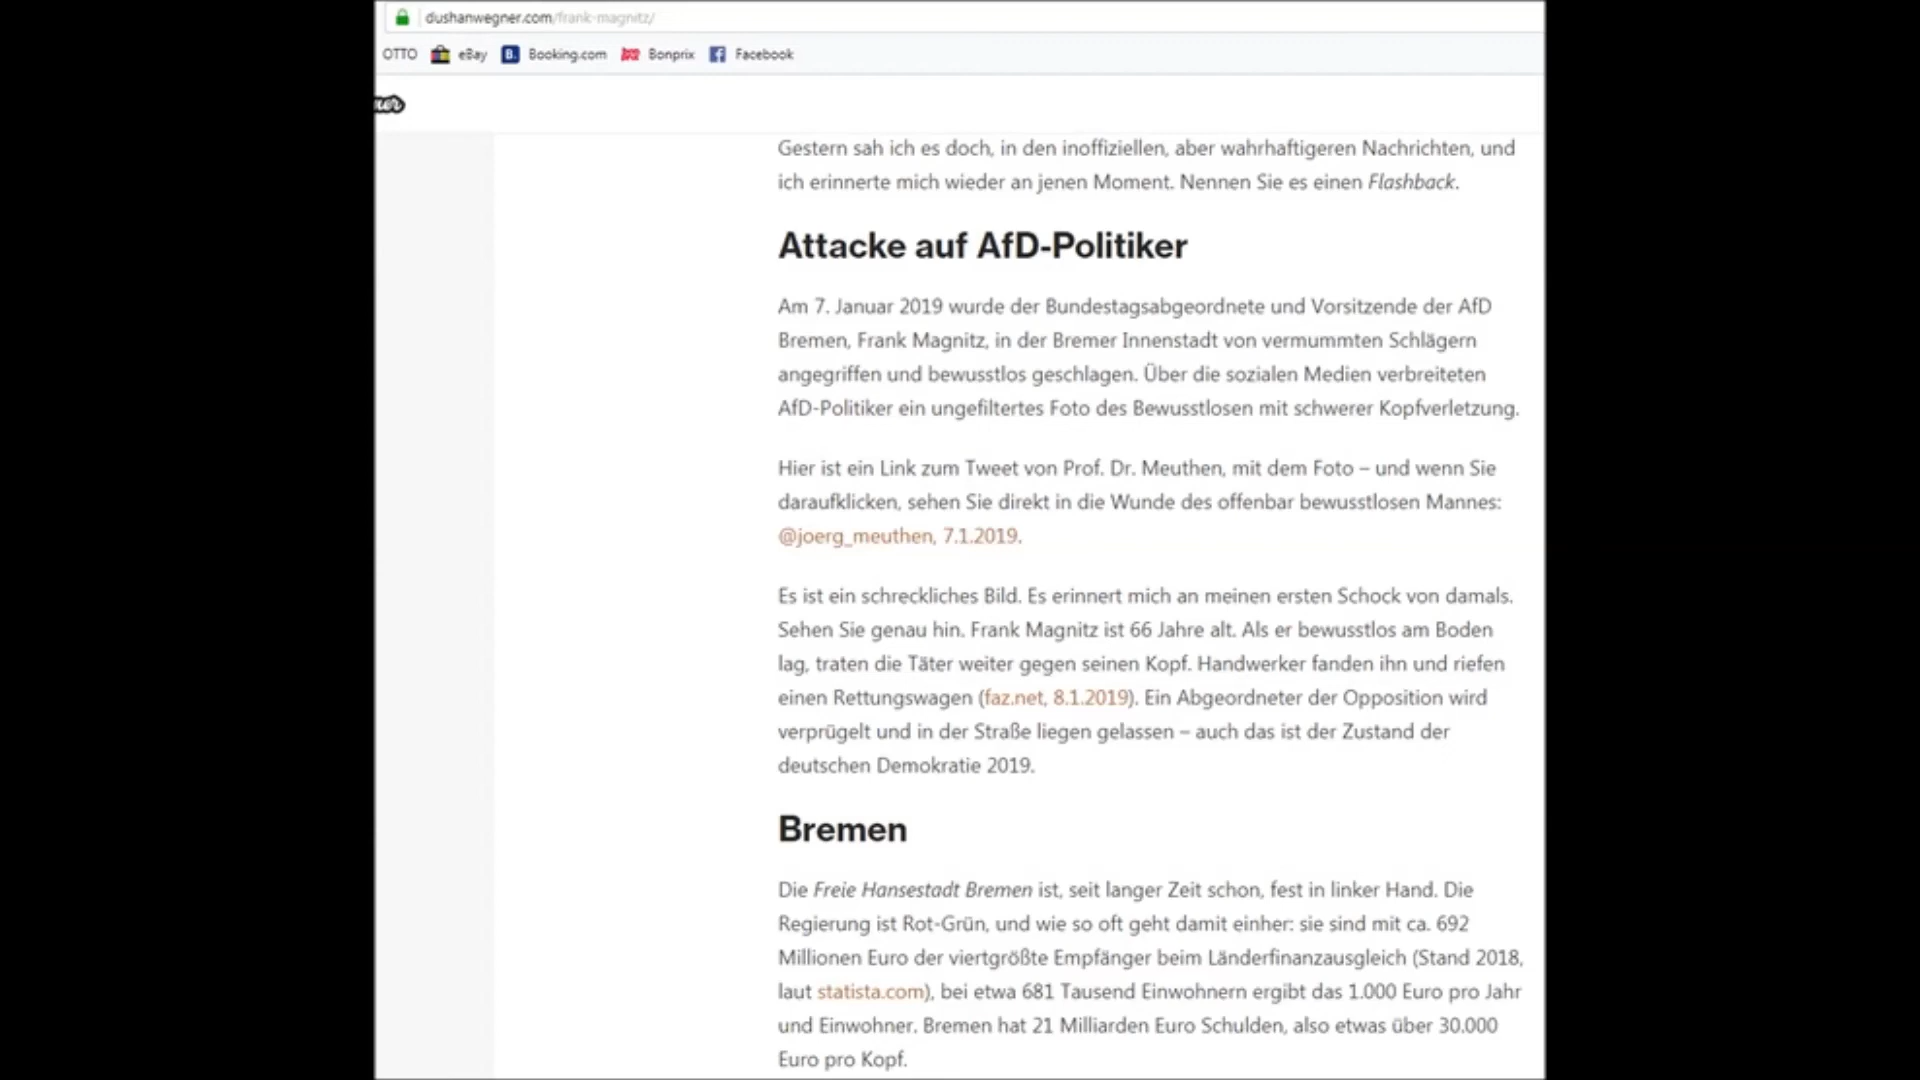 dushanwegner.com/frank-magnitz/
OTTO eBay Booking.com Bonprix Facebook
Gestern sah ich es doch, in den inoffiziellen, aber wahrhaftigeren Nachrichten, und
ich erinnerte mich wieder an jenen Moment. Nennen Sie es einen Flashback.
Attacke auf AfD-Politiker
Am 7. Januar 2019 wurde der Bundestagsabgeordnete und Vorsitzende der AfD
Bremen, Frank Magnitz, in der Bremer Innenstadt von vermummten Schlägern
angegriffen und bewusstlos geschlagen. Über die sozialen Medien verbreiteten
AfD-Politiker ein ungefiltertes Foto des Bewusstlosen mit schwerer Kopfverletzung.
Hier ist ein Link zum Tweet von Prof. Dr. Meuthen, mit dem Foto – und wenn Sie
daraufklicken, sehen Sie direkt in die Wunde des offenbar bewusstlosen Mannes:
@joerg_meuthen, 7.1.2019.
Es ist ein schreckliches Bild. Es erinnert mich an meinen ersten Schock von damals.
Sehen Sie genau hin. Frank Magnitz ist 66 Jahre alt. Als er bewusstlos am Boden
lag, traten die Täter weiter gegen seinen Kopf. Handwerker fanden ihn und riefen
einen Rettungswagen (faz.net, 8.1.2019). Ein Abgeordneter der Opposition wird
verprügelt und in der Straße liegen gelassen – auch das ist der Zustand der
deutschen Demokratie 2019.
Bremen
Die Freie Hansestadt Bremen ist, seit langer Zeit schon, fest in linker Hand. Die
Regierung ist Rot-Grün, und wie so oft geht damit einher: sie sind mit ca. 692
Millionen Euro der viertgrößte Empfänger beim Länderfinanzausgleich (Stand 2018,
laut statista.com), bei etwa 681 Tausend Einwohnern ergibt das 1.000 Euro pro Jahr
und Einwohner. Bremen hat 21 Milliarden Euro Schulden, also etwas über 30.000
Euro pro Kopf.